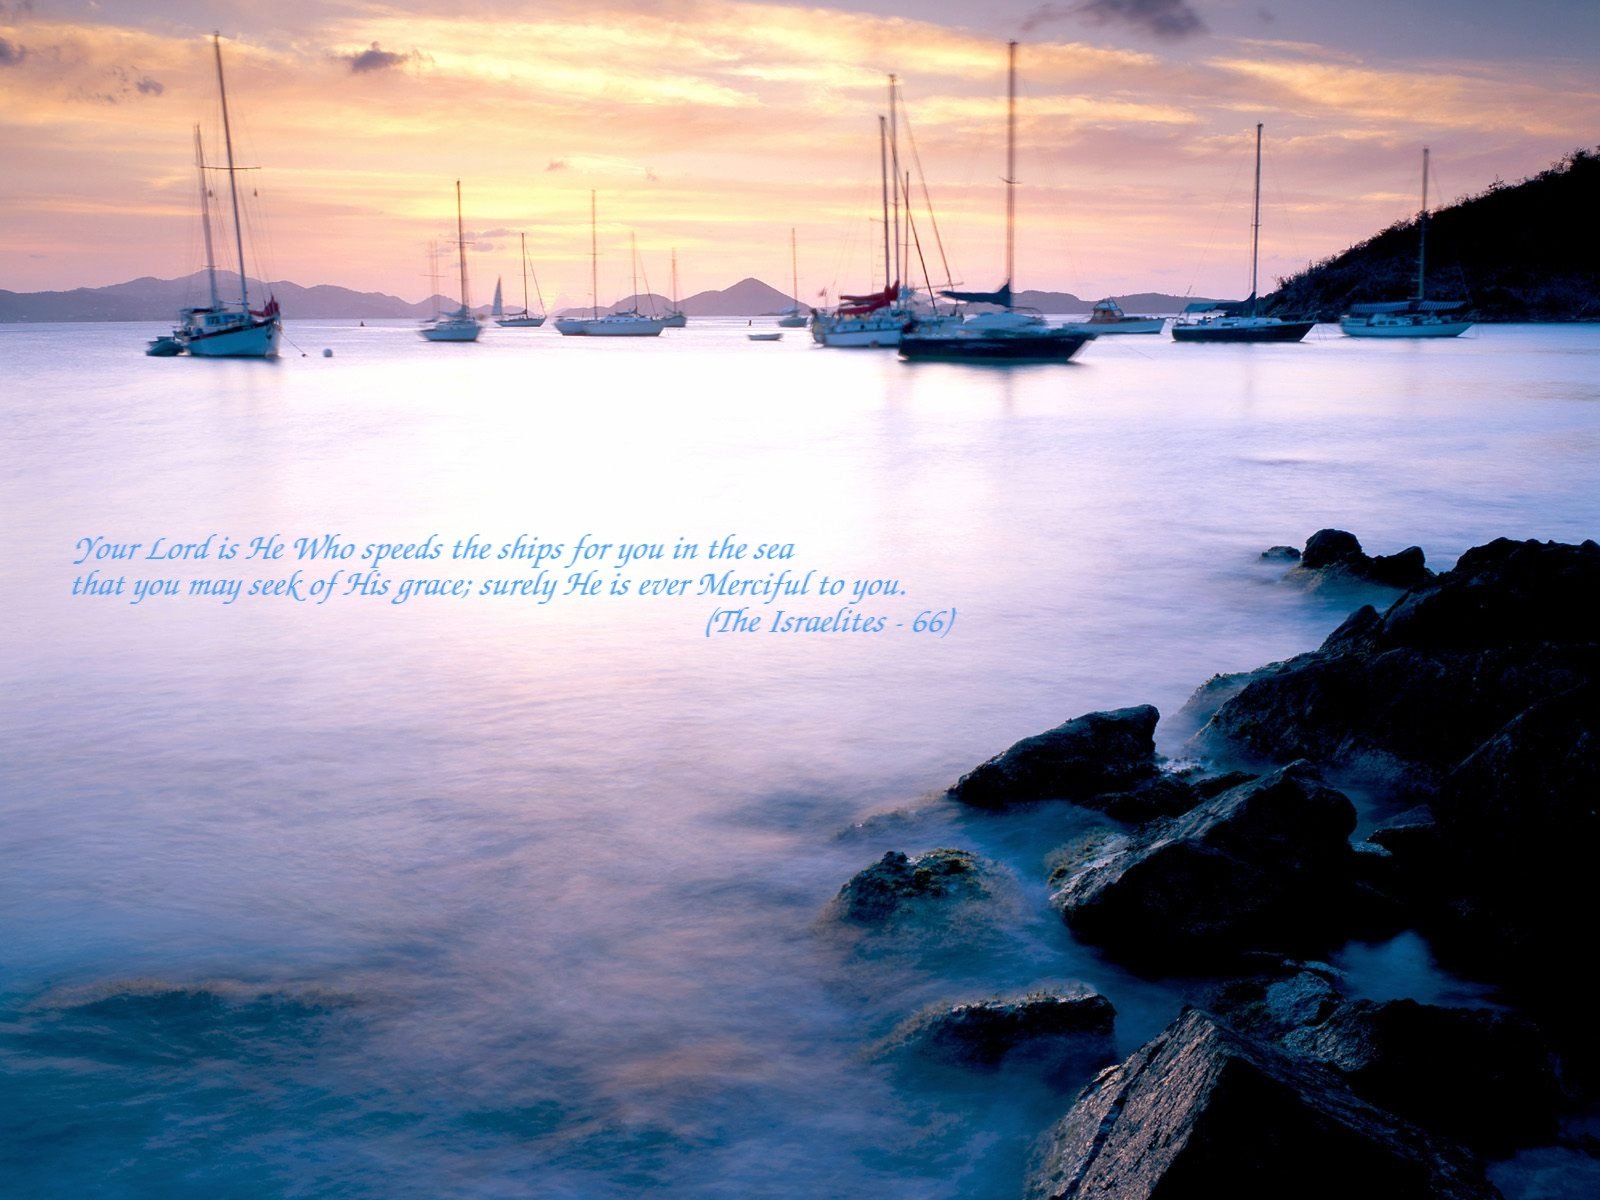 Your Lord is He Who speeds the ships for you in the sea
that you may seek of His grace; surely He is ever Merciful to you.
(The Israelites - 66)